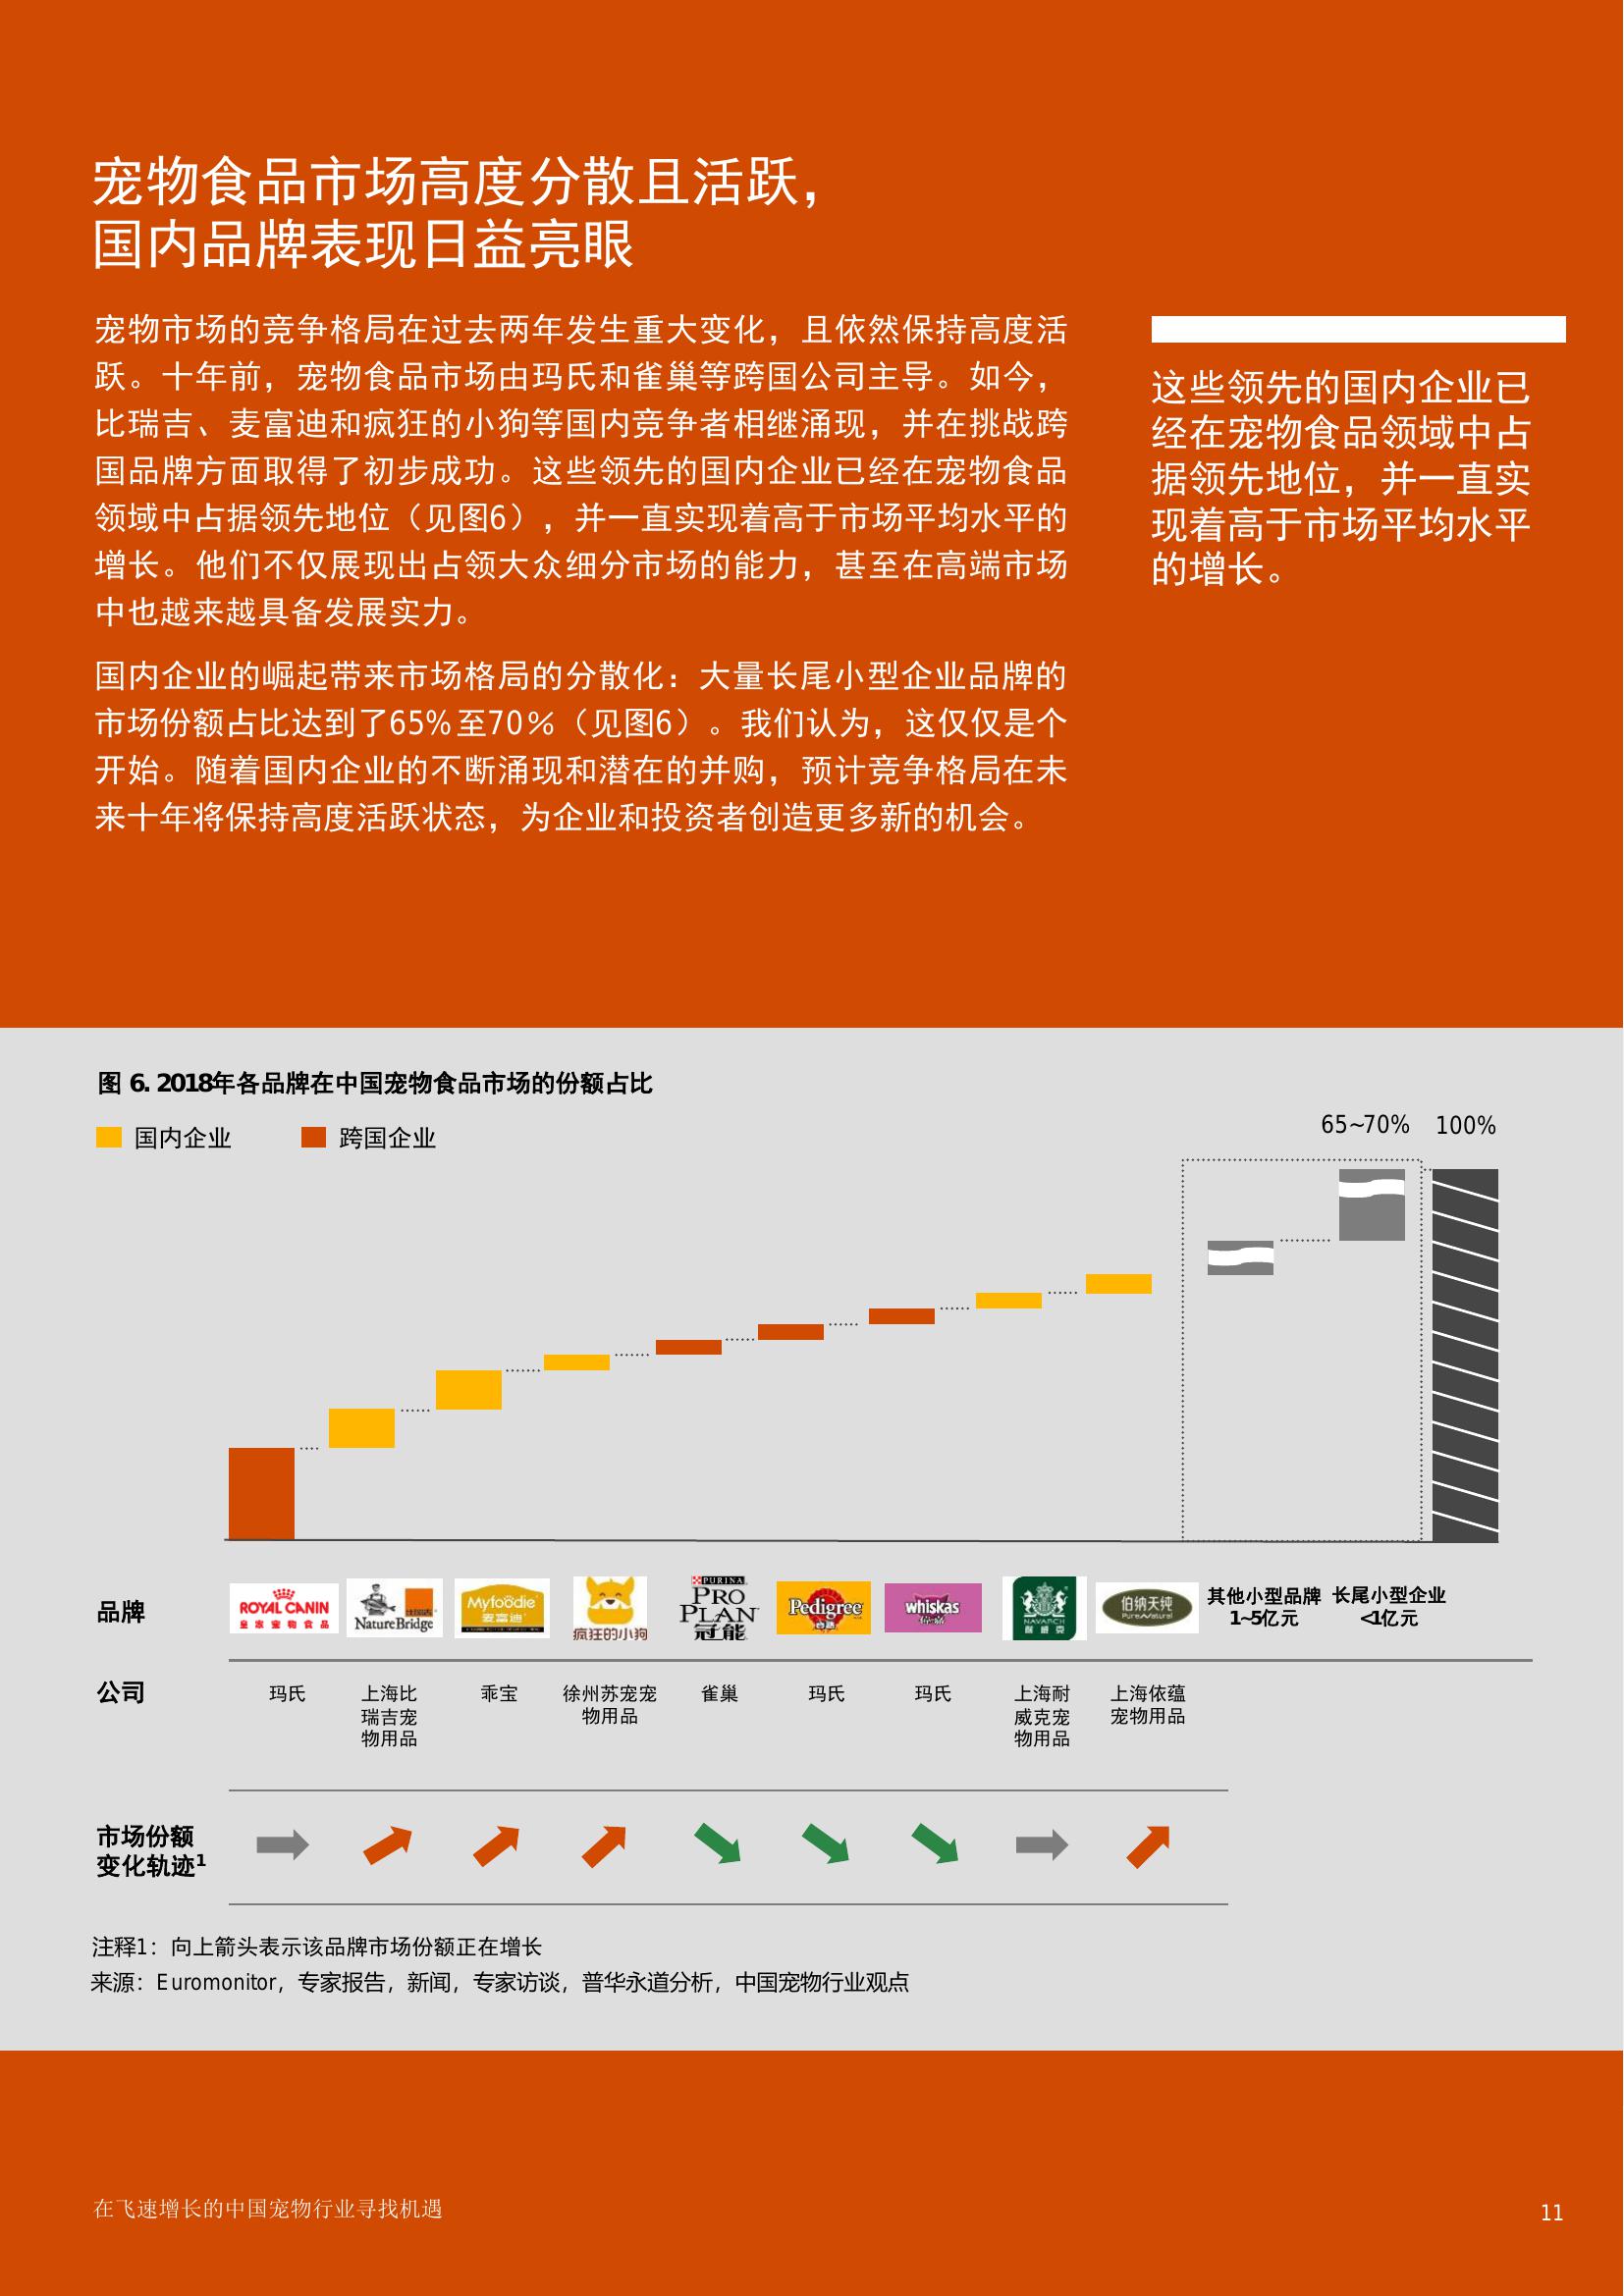 宠物食品市场高度分散且活跃，
国内品牌表现日益亮眼
宠物市场的竞争格局在过去两年发生重大变化，且依然保持高度活
跃。十年前，宠物食品市场由玛氏和雀巢等跨国公司主导。如今，
比瑞吉、麦富迪和疯狂的小狗等国内竞争者相继涌现，并在挑战跨
国品牌方面取得了初步成功。这些领先的国内企业已经在宠物食品
领域中占据领先地位（见图6），并一直实现着高于市场平均水平的
增长。他们不仅展现出占领大众细分市场的能力，甚至在高端市场
中也越来越具备发展实力。
国内企业的崛起带来市场格局的分散化：大量长尾小型企业品牌的
市场份额占比达到了65%至70%（见图6）。我们认为，这仅仅是个
开始。随着国内企业的不断涌现和潜在的并购，预计竞争格局在未
来十年将保持高度活跃状态，为企业和投资者创造更多新的机会。
这些领先的国内企业已
经在宠物食品领域中占
据领先地位，并一直实
现着高于市场平均水平
的增长。
图 6. 2018年各品牌在中国宠物食品市场的份额占比
国内企业 跨国企业
65~70% 100%
品牌
ROYAL CANIN
皇家宠物食品
NatureBridge
Myfoodie
麦富迪
疯狂的小狗
PURINA
PRO
PLAN
冠能
Pedigree
whiskas
NAVARCH
耐威克
伯纳天纯
Pure&Natural
其他小型品牌
1~5亿元
长尾小型企业
<1亿元
公司
玛氏
上海比
瑞吉宠
物用品
乖宝
徐州苏宠宠
物用品
雀巢
玛氏
玛氏
上海耐
威克宠
物用品
上海依蕴
宠物用品
市场份额
变化轨迹1
注释1：向上箭头表示该品牌市场份额正在增长
来源：Euromonitor，专家报告，新闻，专家访谈，普华永道分析，中国宠物行业观点
在飞速增长的中国宠物行业寻找机遇
11